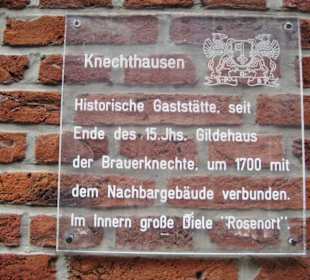 Knechthausen
Historische Gaststätte, seit
Ende des 15.Jhs. Gildehaus
der Brauerknechte, um 1700 mit
dem Nachbargebäude verbunden.
Im Innern große Diele "Rosenort".